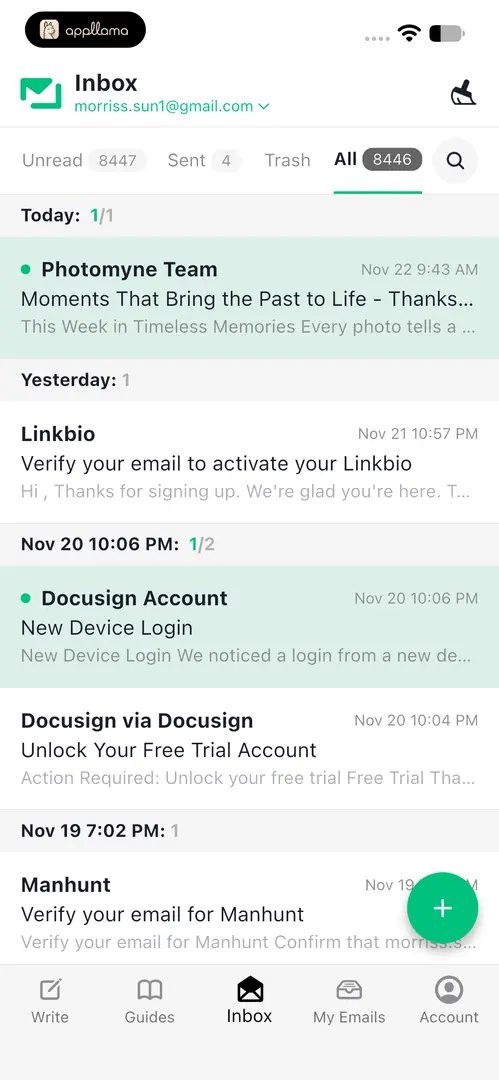 appllama
Inbox
morriss.sun1@gmail.com
Unread 8447 Sent 4 Trash All 8446
Today: 1/1
Photomyne Team Nov 22 9:43 AM
Moments That Bring the Past to Life - Thanks...
This Week in Timeless Memories Every photo tells a ...
Yesterday: 1
Linkbio Nov 21 10:57 PM
Verify your email to activate your Linkbio
Hi , Thanks for signing up. We're glad you're here. T...
Nov 20 10:06 PM: 1/2
Docusign Account Nov 20 10:06 PM
New Device Login
New Device Login We noticed a login from a new de...
Docusign via Docusign Nov 20 10:04 PM
Unlock Your Free Trial Account
Action Required: Unlock your free trial Free Trial Tha...
Nov 19 7:02 PM: 1
Manhunt Nov 19
Verify your email for Manhunt
Verify your email for Manhunt Confirm that morriss.s...
Write Guides Inbox My Emails Account